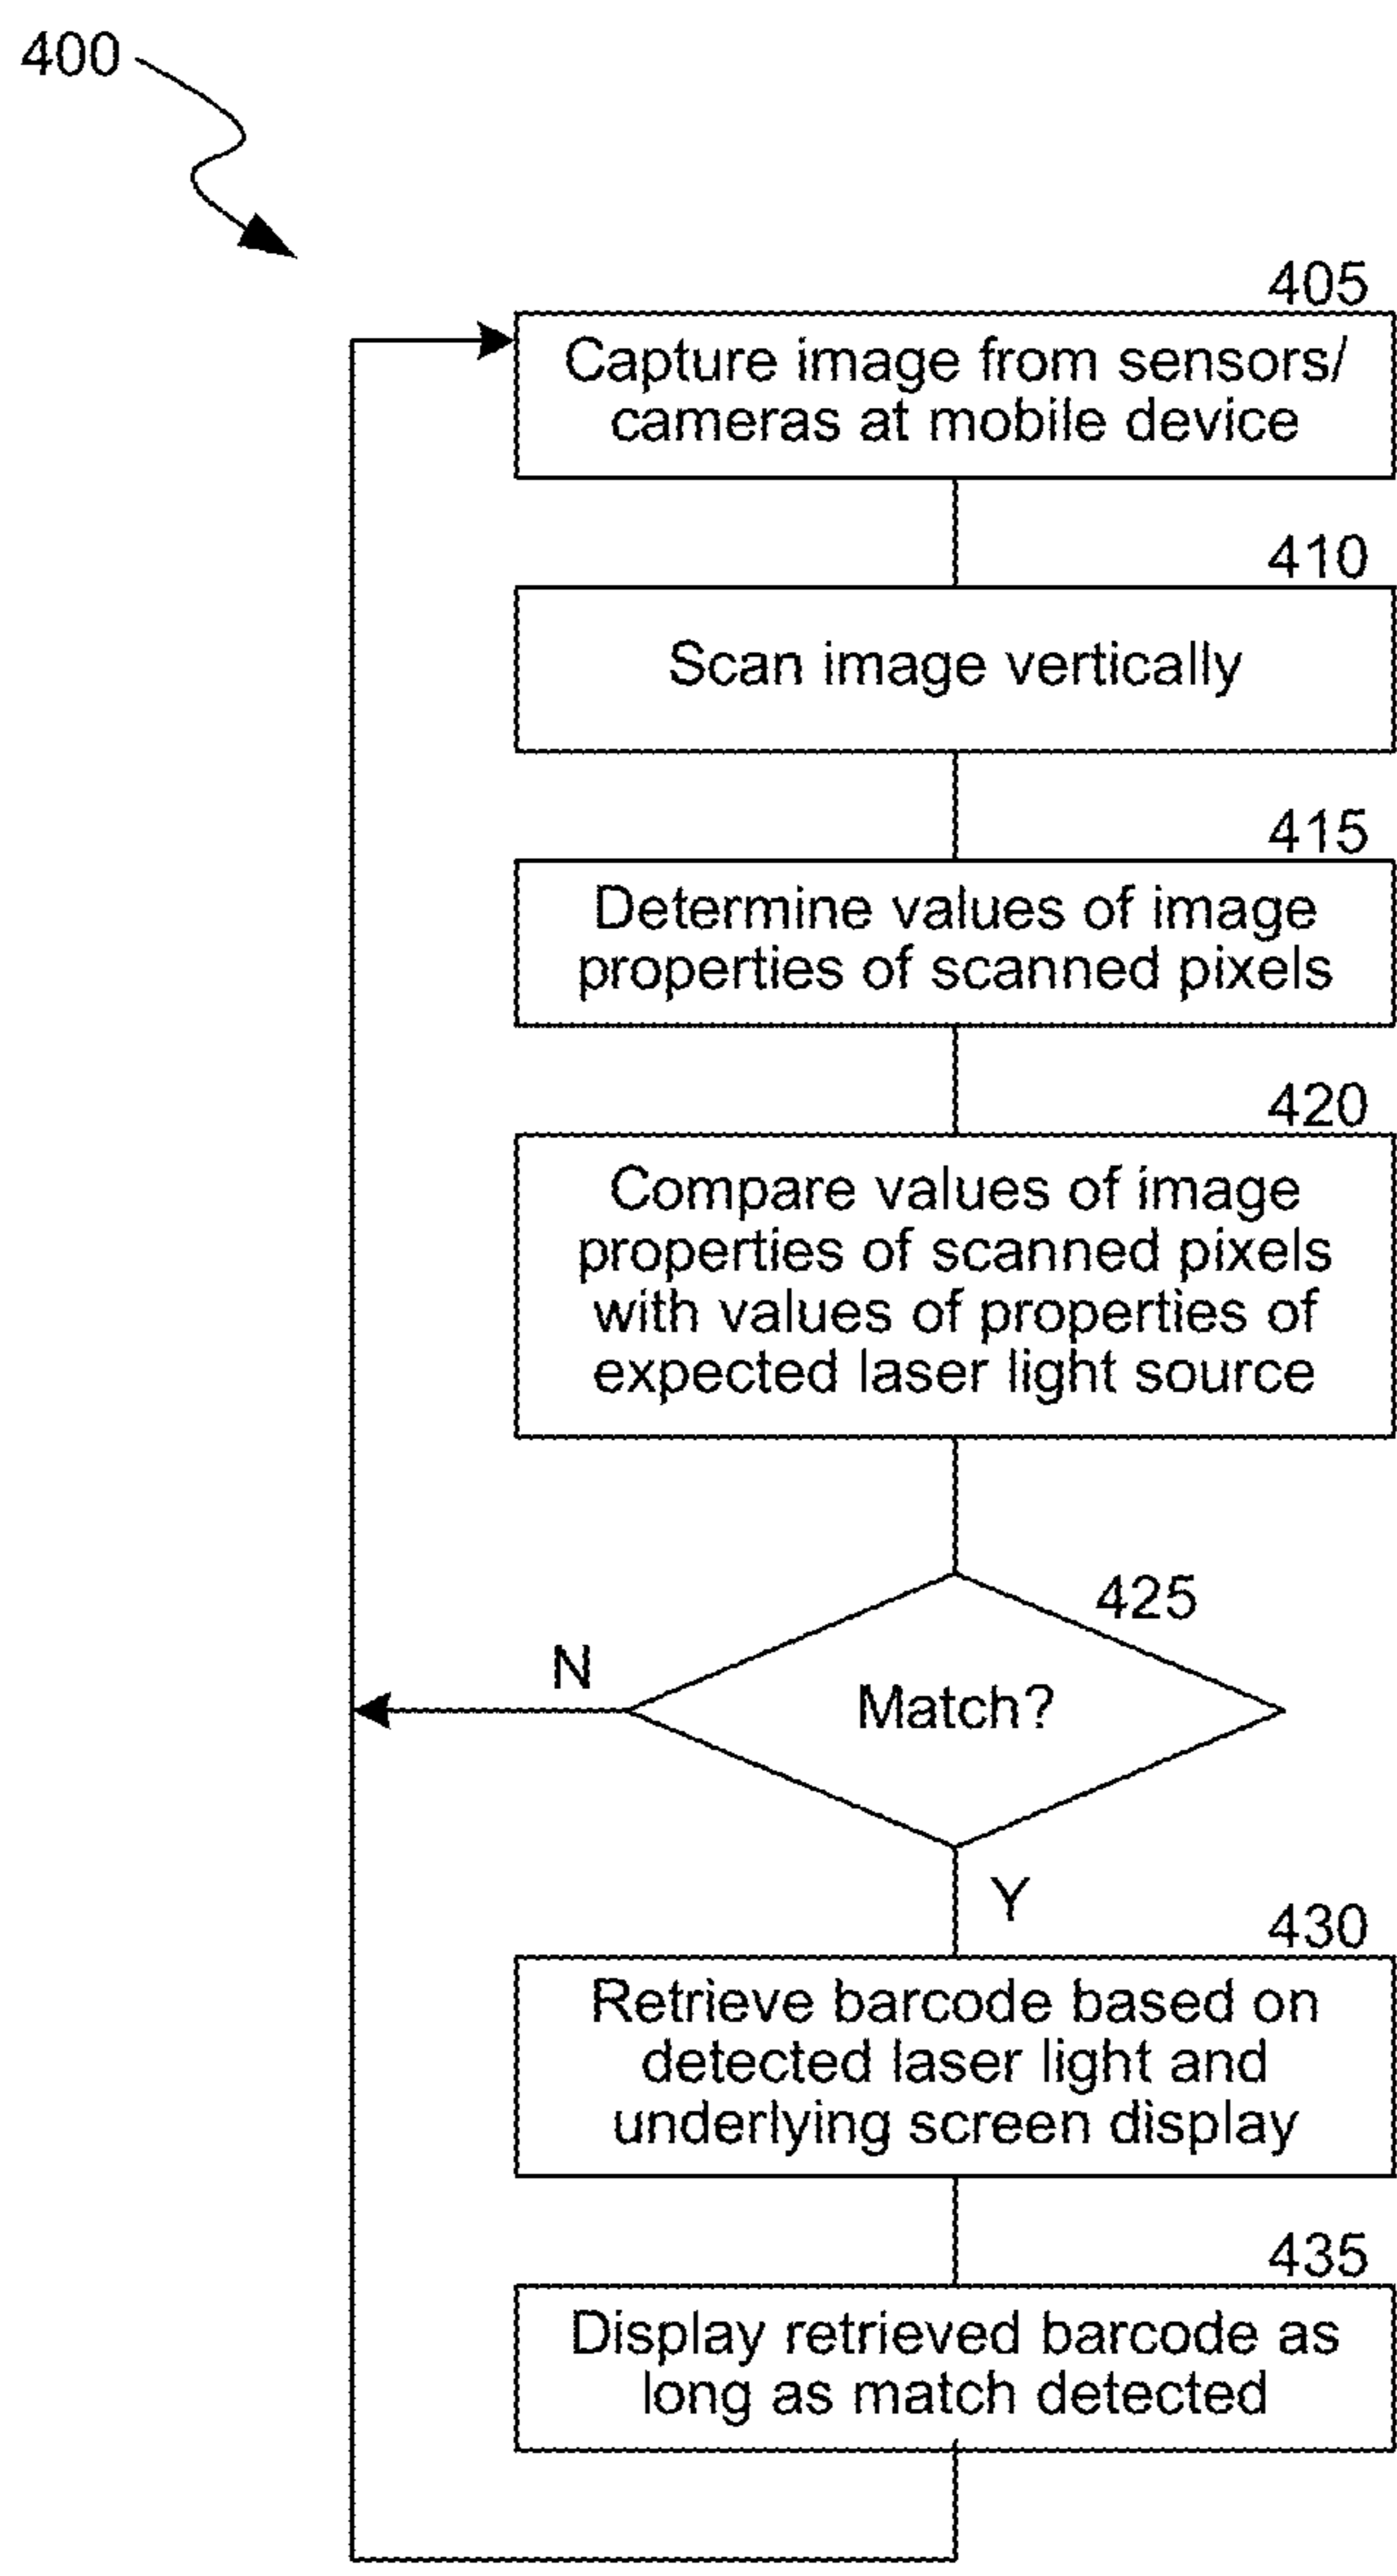 400
405
Capture image from sensors/
cameras at mobile device
410
Scan image vertically
415
Determine values of image
properties of scanned pixels
420
Compare values of image
properties of scanned pixels
with values of properties of
expected laser light source
425
N
Match?
Y
430
Retrieve barcode based on
detected laser light and
underlying screen display
435
Display retrieved barcode as
long as match detected